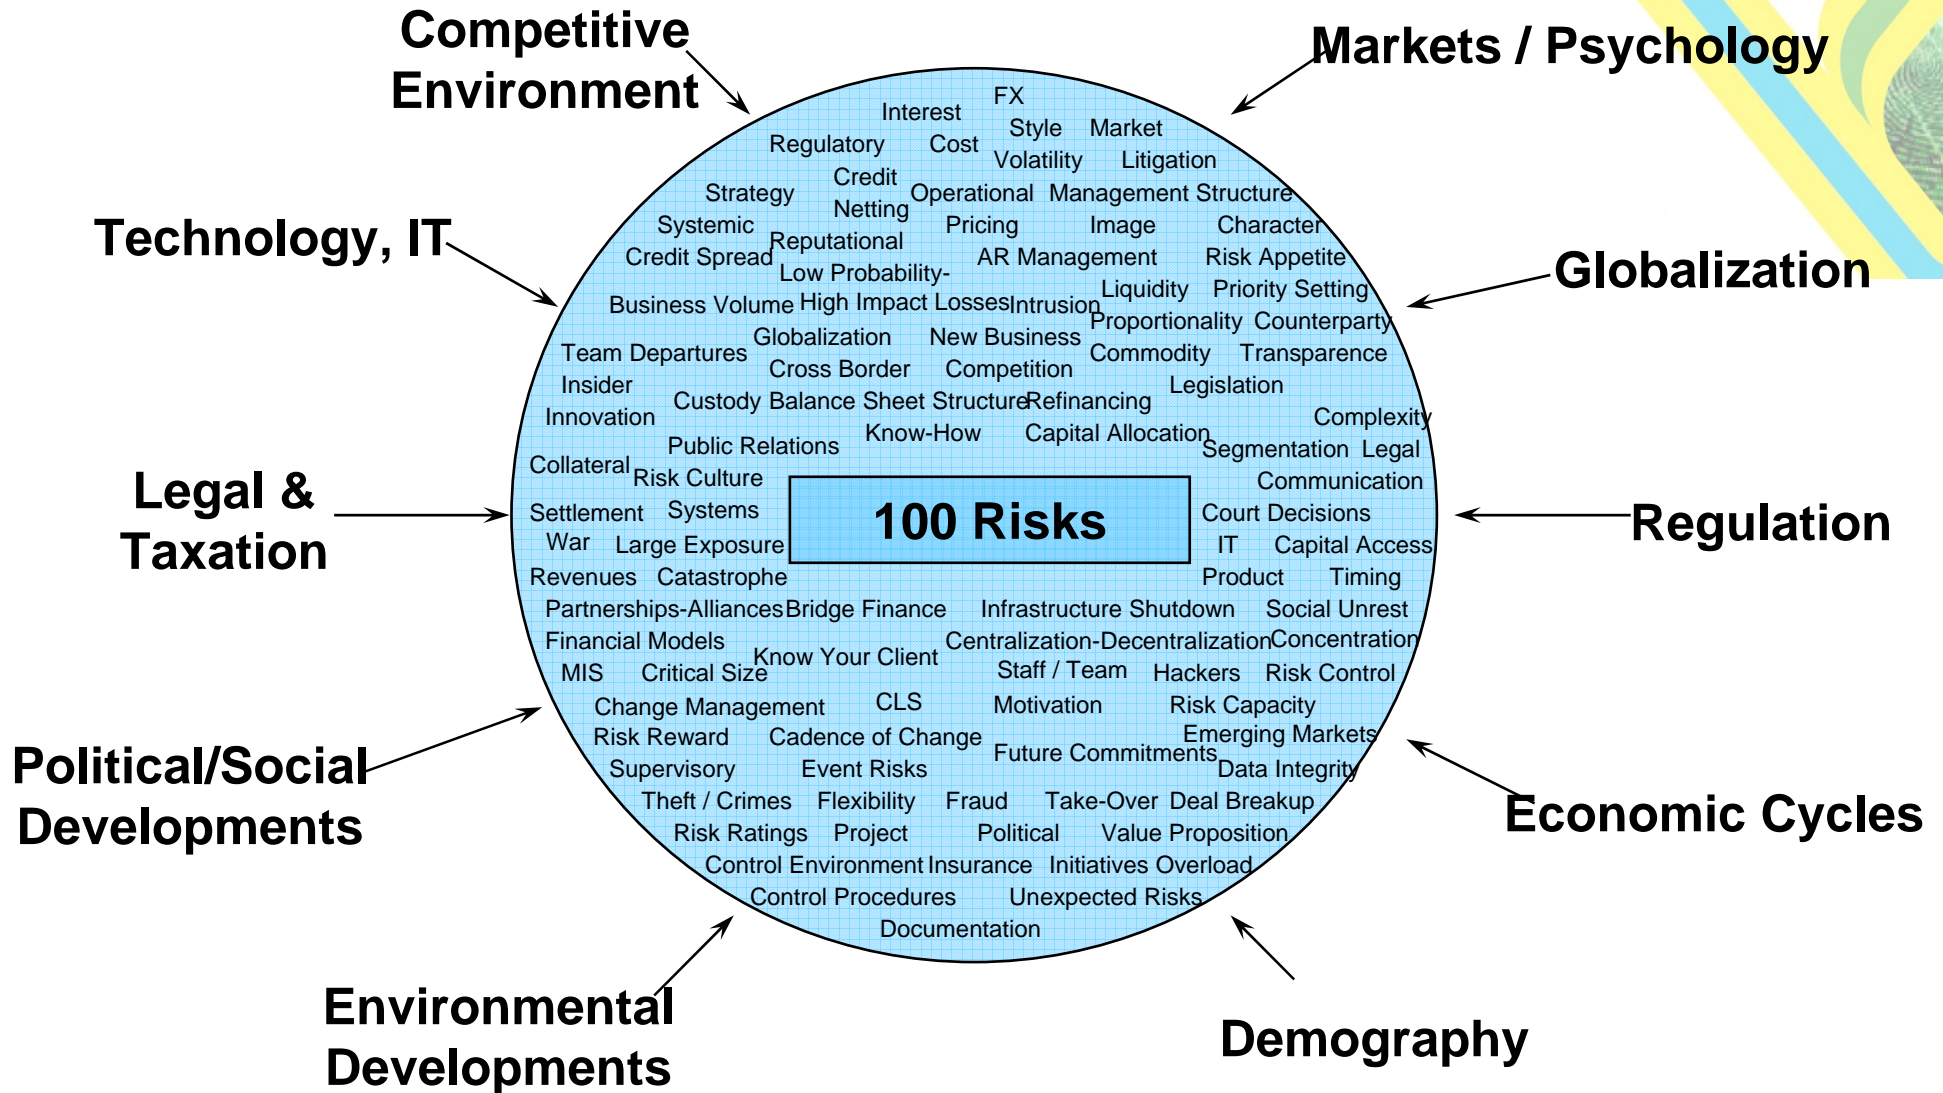 Competitive
Environment
Markets / Psychology
Technology, IT
Globalization
Legal &
Taxation
Regulation
Political/Social
Developments
Economic Cycles
Environmental
Developments
Demography
100 Risks
FX
Interest
Style Market
Regulatory Cost
Volatility Litigation
Credit
Strategy Operational Management Structure
Netting
Systemic Pricing Image Character
Reputational
Credit Spread AR Management Risk Appetite
Low Probability-
Liquidity Priority Setting
Business Volume High Impact Losses Intrusion
Proportionality Counterparty
Globalization New Business
Team Departures Commodity Transparence
Cross Border Competition
Insider Legislation
Custody Balance Sheet Structure Refinancing
Innovation Complexity
Know-How Capital Allocation
Public Relations Segmentation Legal
Collateral
Risk Culture Communication
Settlement Systems Court Decisions
War Large Exposure IT Capital Access
Revenues Catastrophe Product Timing
Partnerships-Alliances Bridge Finance Infrastructure Shutdown Social Unrest
Financial Models Centralization-Decentralization Concentration
Know Your Client
MIS Critical Size Staff / Team Hackers Risk Control
Change Management CLS Motivation Risk Capacity
Risk Reward Cadence of Change Emerging Markets
Future Commitments
Supervisory Event Risks Data Integrity
Theft / Crimes Flexibility Fraud Take-Over Deal Breakup
Risk Ratings Project Political Value Proposition
Control Environment Insurance Initiatives Overload
Control Procedures Unexpected Risks
Documentation